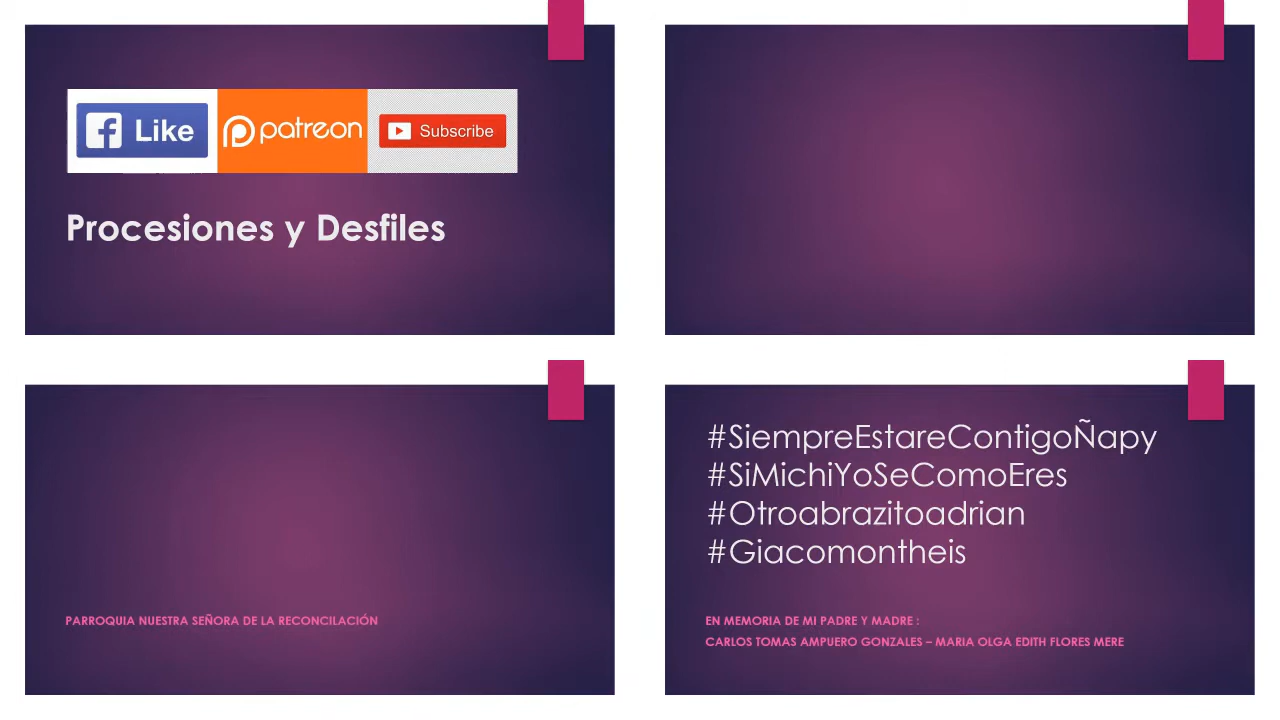 Like
patreon
Subscribe
Procesiones y Desfiles
PARROQUIA NUESTRA SEÑORA DE LA RECONCILACIÓN
#SiempreEstareContigoÑapy
#SiMichiYoSeComoEres
#Otroabrazitoadrian
#Giacomontheis
EN MEMORIA DE MI PADRE Y MADRE :
CARLOS TOMAS AMPUERO GONZALES – MARIA OLGA EDITH FLORES MERE